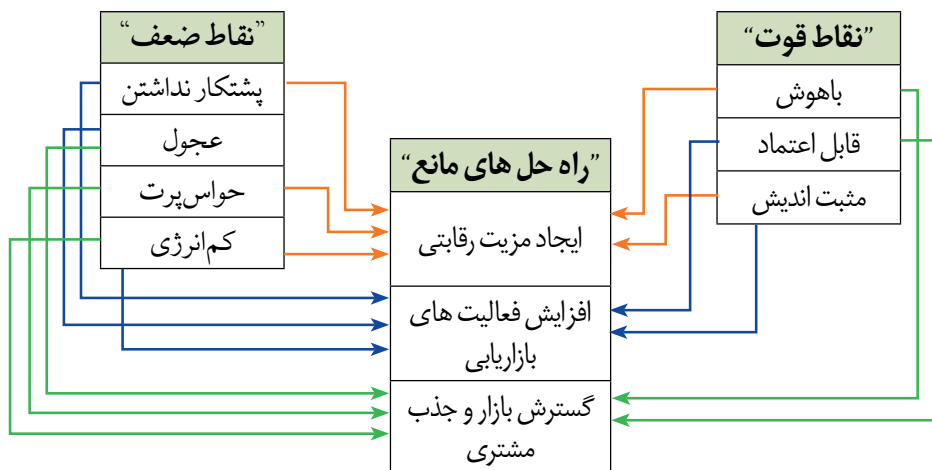 ”نقاط قوت“
باهوش
قابل اعتماد
مثبت اندیش
”راه حل های مانع“
ایجاد مزیت رقابتی
افزایش فعالیت های
بازاریابی
گسترش بازار و جذب
مشتری
”نقاط ضعف“
پشتکار نداشتن
عجول
حواس‌پرت
کم‌انرژی